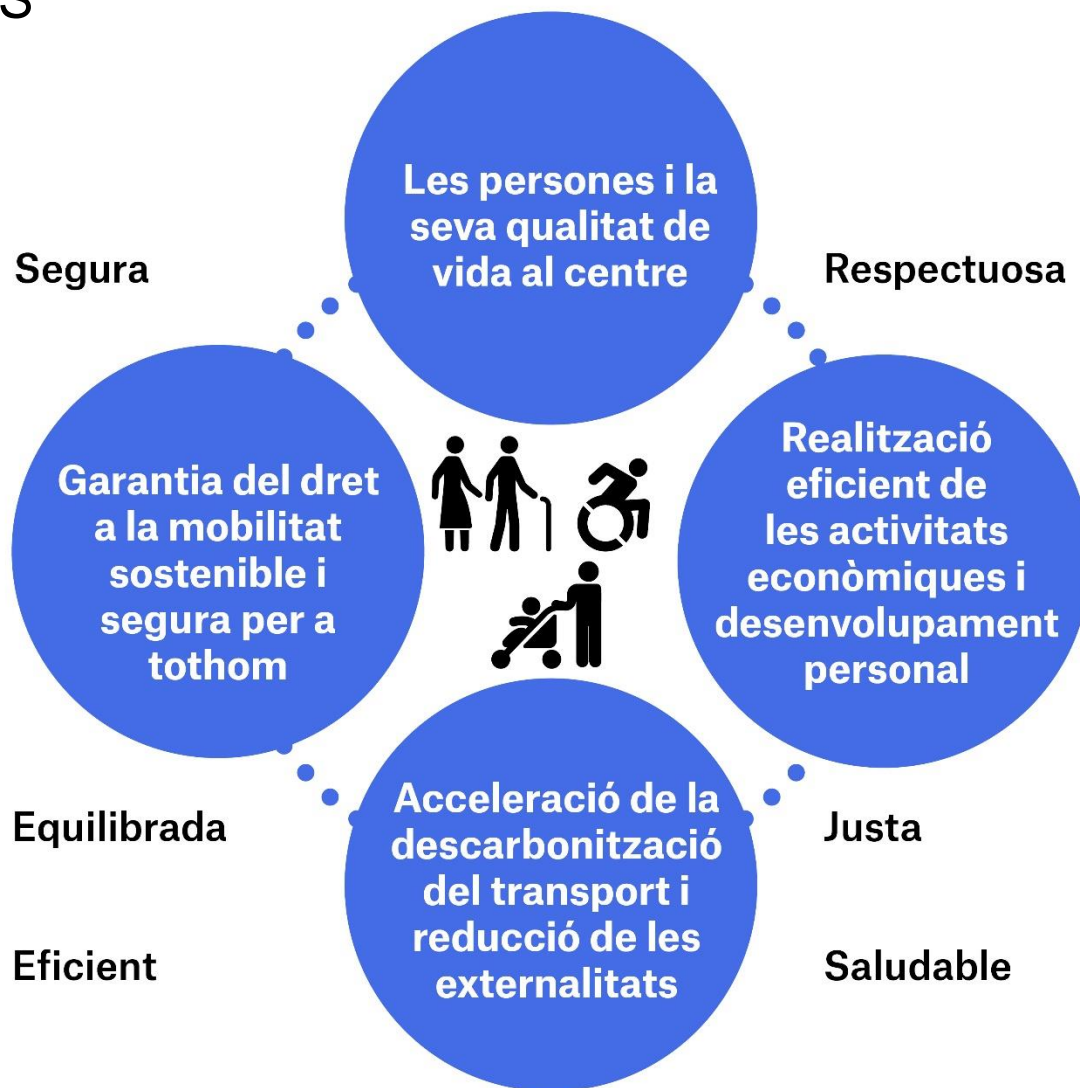 S
Les persones i la
seva qualitat de
vida al centre
Segura
Respectuosa
Garantia del dret
a la mobilitat
sostenible i
segura per a
tothom
Realització
eficient de
les activitats
econòmiques i
desenvolupament
personal
Acceleració de la
descarbonització
del transport i
reducció de les
externalitats
Equilibrada
Justa
Eficient
Saludable